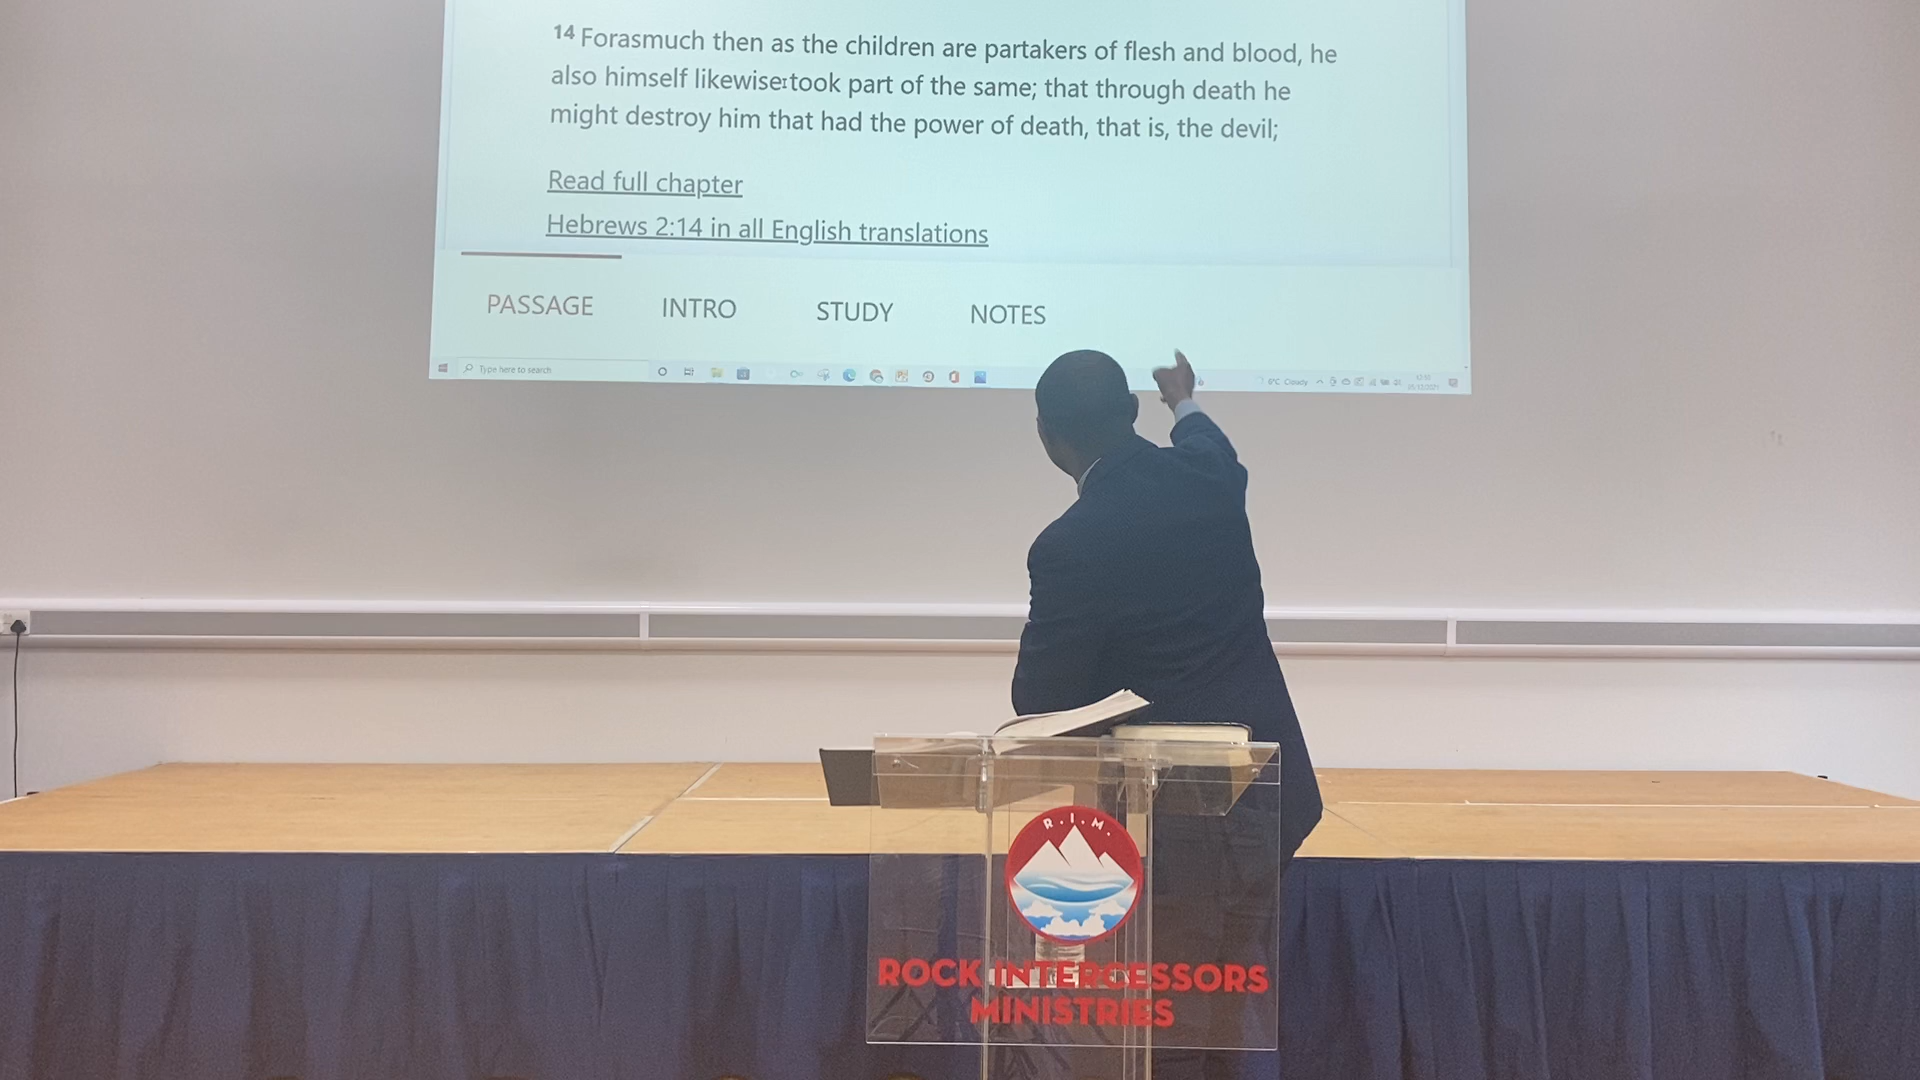 14 Forasmuch then as the children are partakers of flesh and blood, he
also himself likewise took part of the same; that through death he
might destroy him that had the power of death, that is, the devil;
Read full chapter
Hebrews 2:14 in all English translations
PASSAGE INTRO STUDY NOTES
Type here to search
Cloudy
R.I.M.
ROCK INTERCESSORS
MINISTRIES